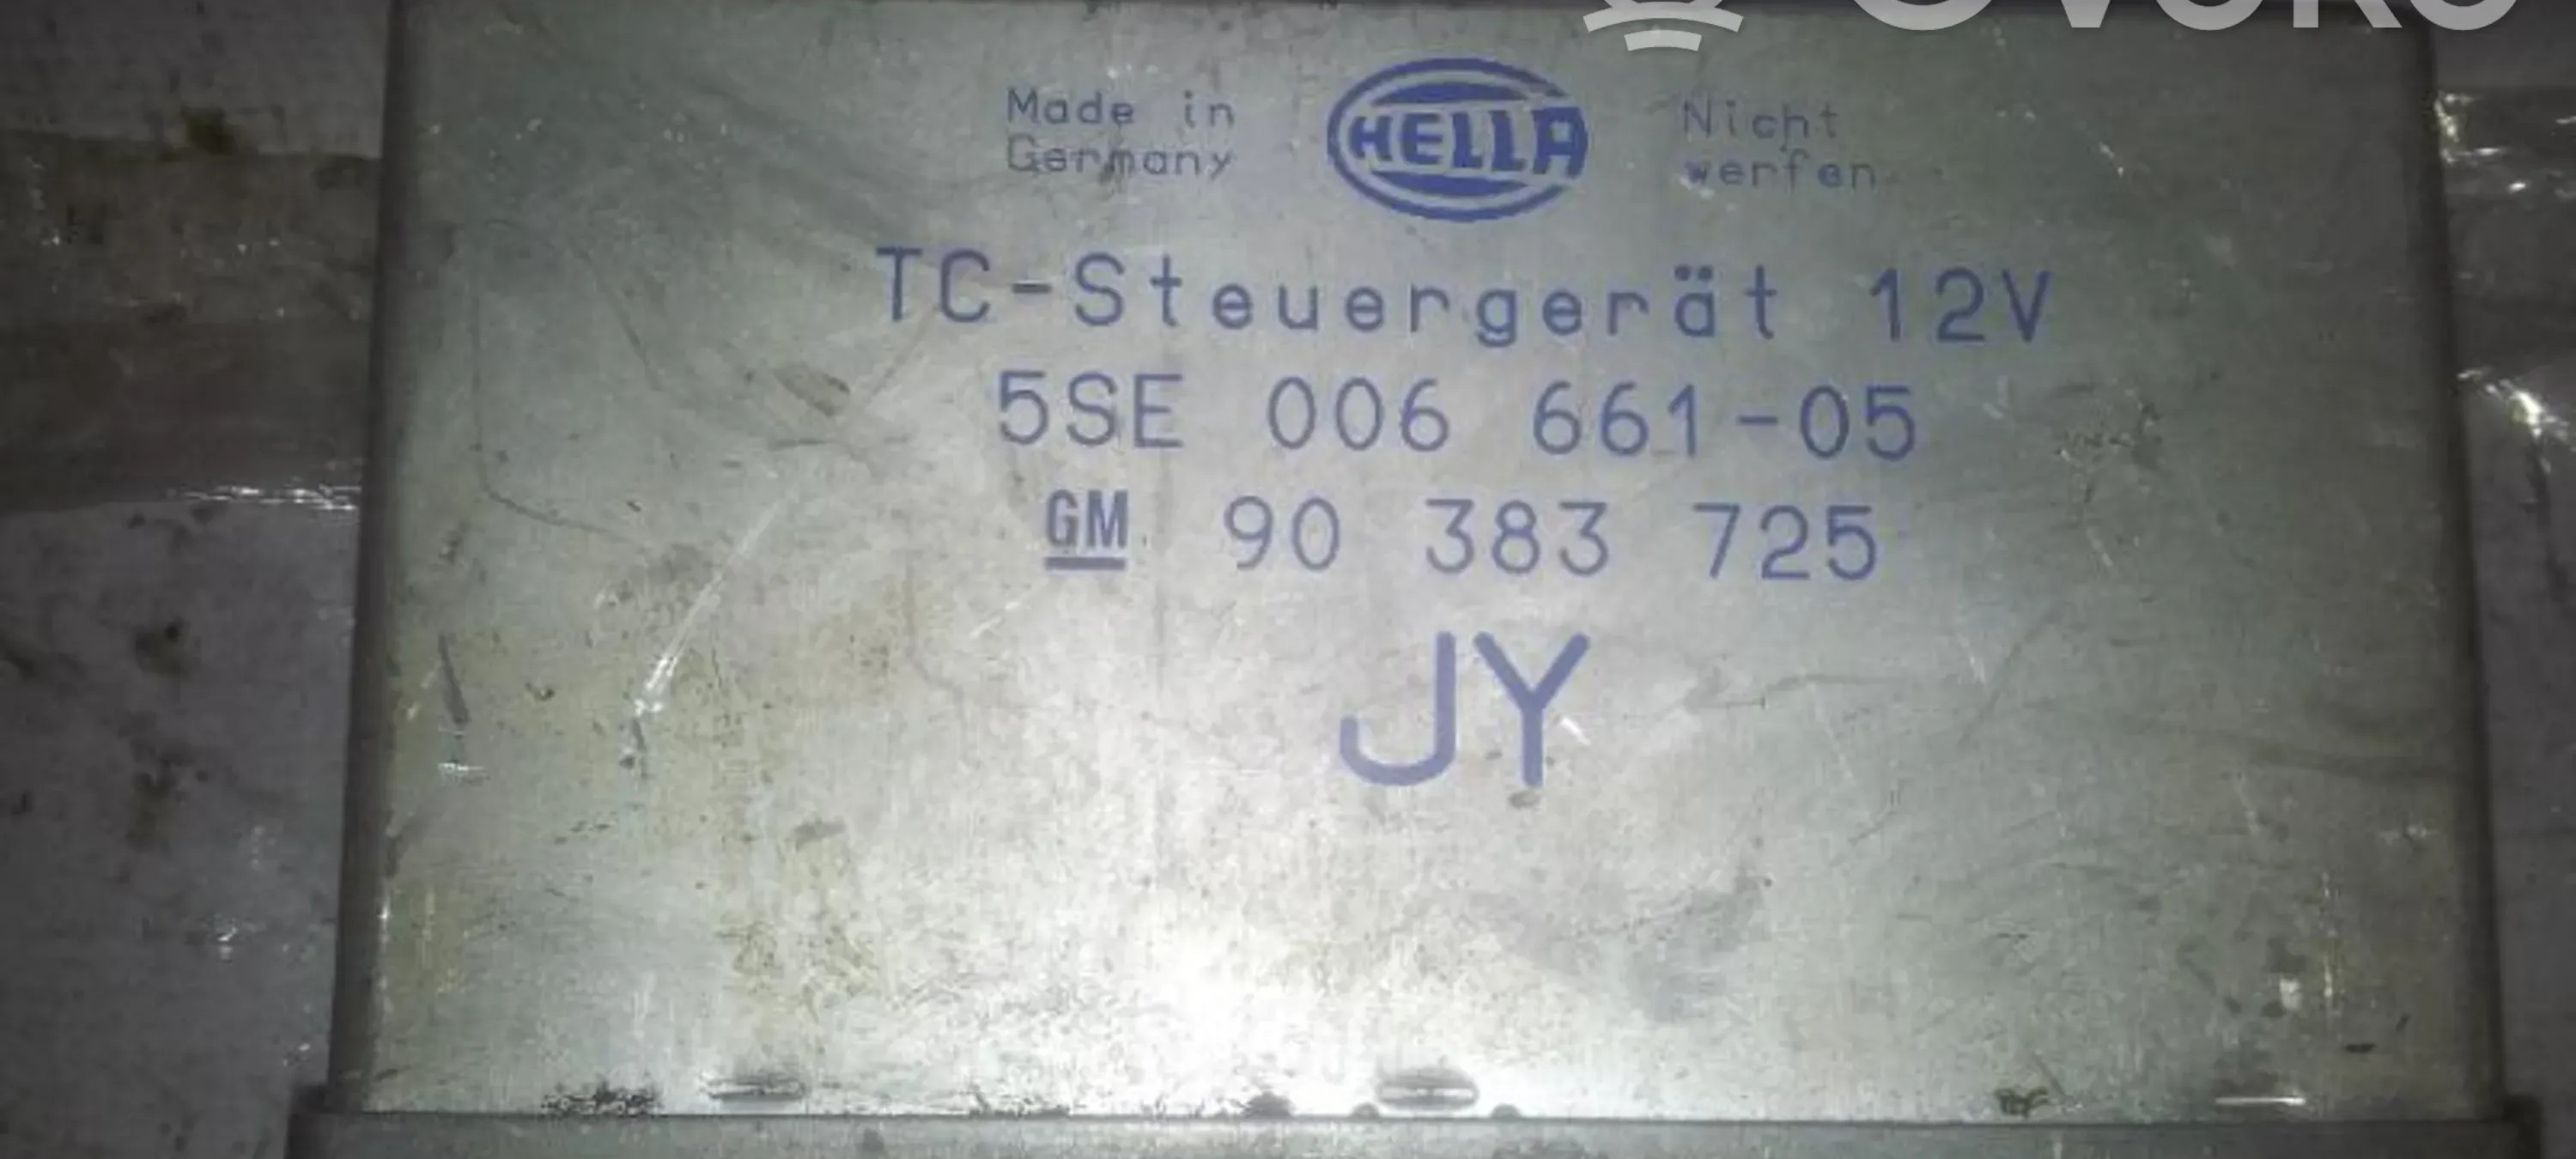 Made in
Germany
HELLA
Nicht
werfen
TC-Steuergerät 12V
5SE 006 661-05
GM 90 383 725
JY